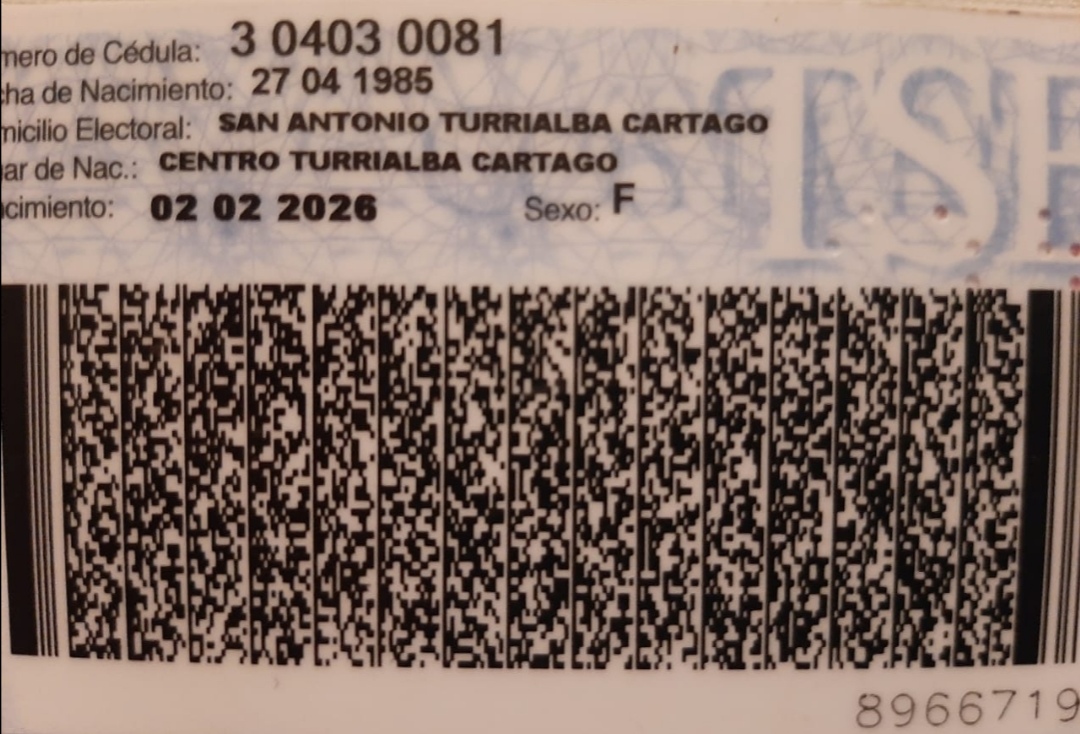 mero de Cédula: 3 0403 0081
cha de Nacimiento: 27 04 1985
micilio Electoral: SAN ANTONIO TURRIALBA CARTAGO
ar de Nac.: CENTRO TURRIALBA CARTAGO
cimiento: 02 02 2026 Sexo: F
8966719